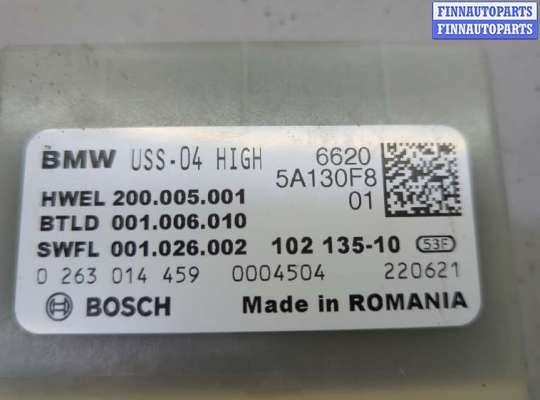 FINNAUTOPARTS
FINNAUTOPARTS
BMW USS-04 HIGH 6620
5A130F8
HWEL 200.005.001 01
BTLD 001.006.010
SWFL 001.026.002 102 135-10 53F
0 263 014 459 0004504 220621
BOSCH Made in ROMANIA